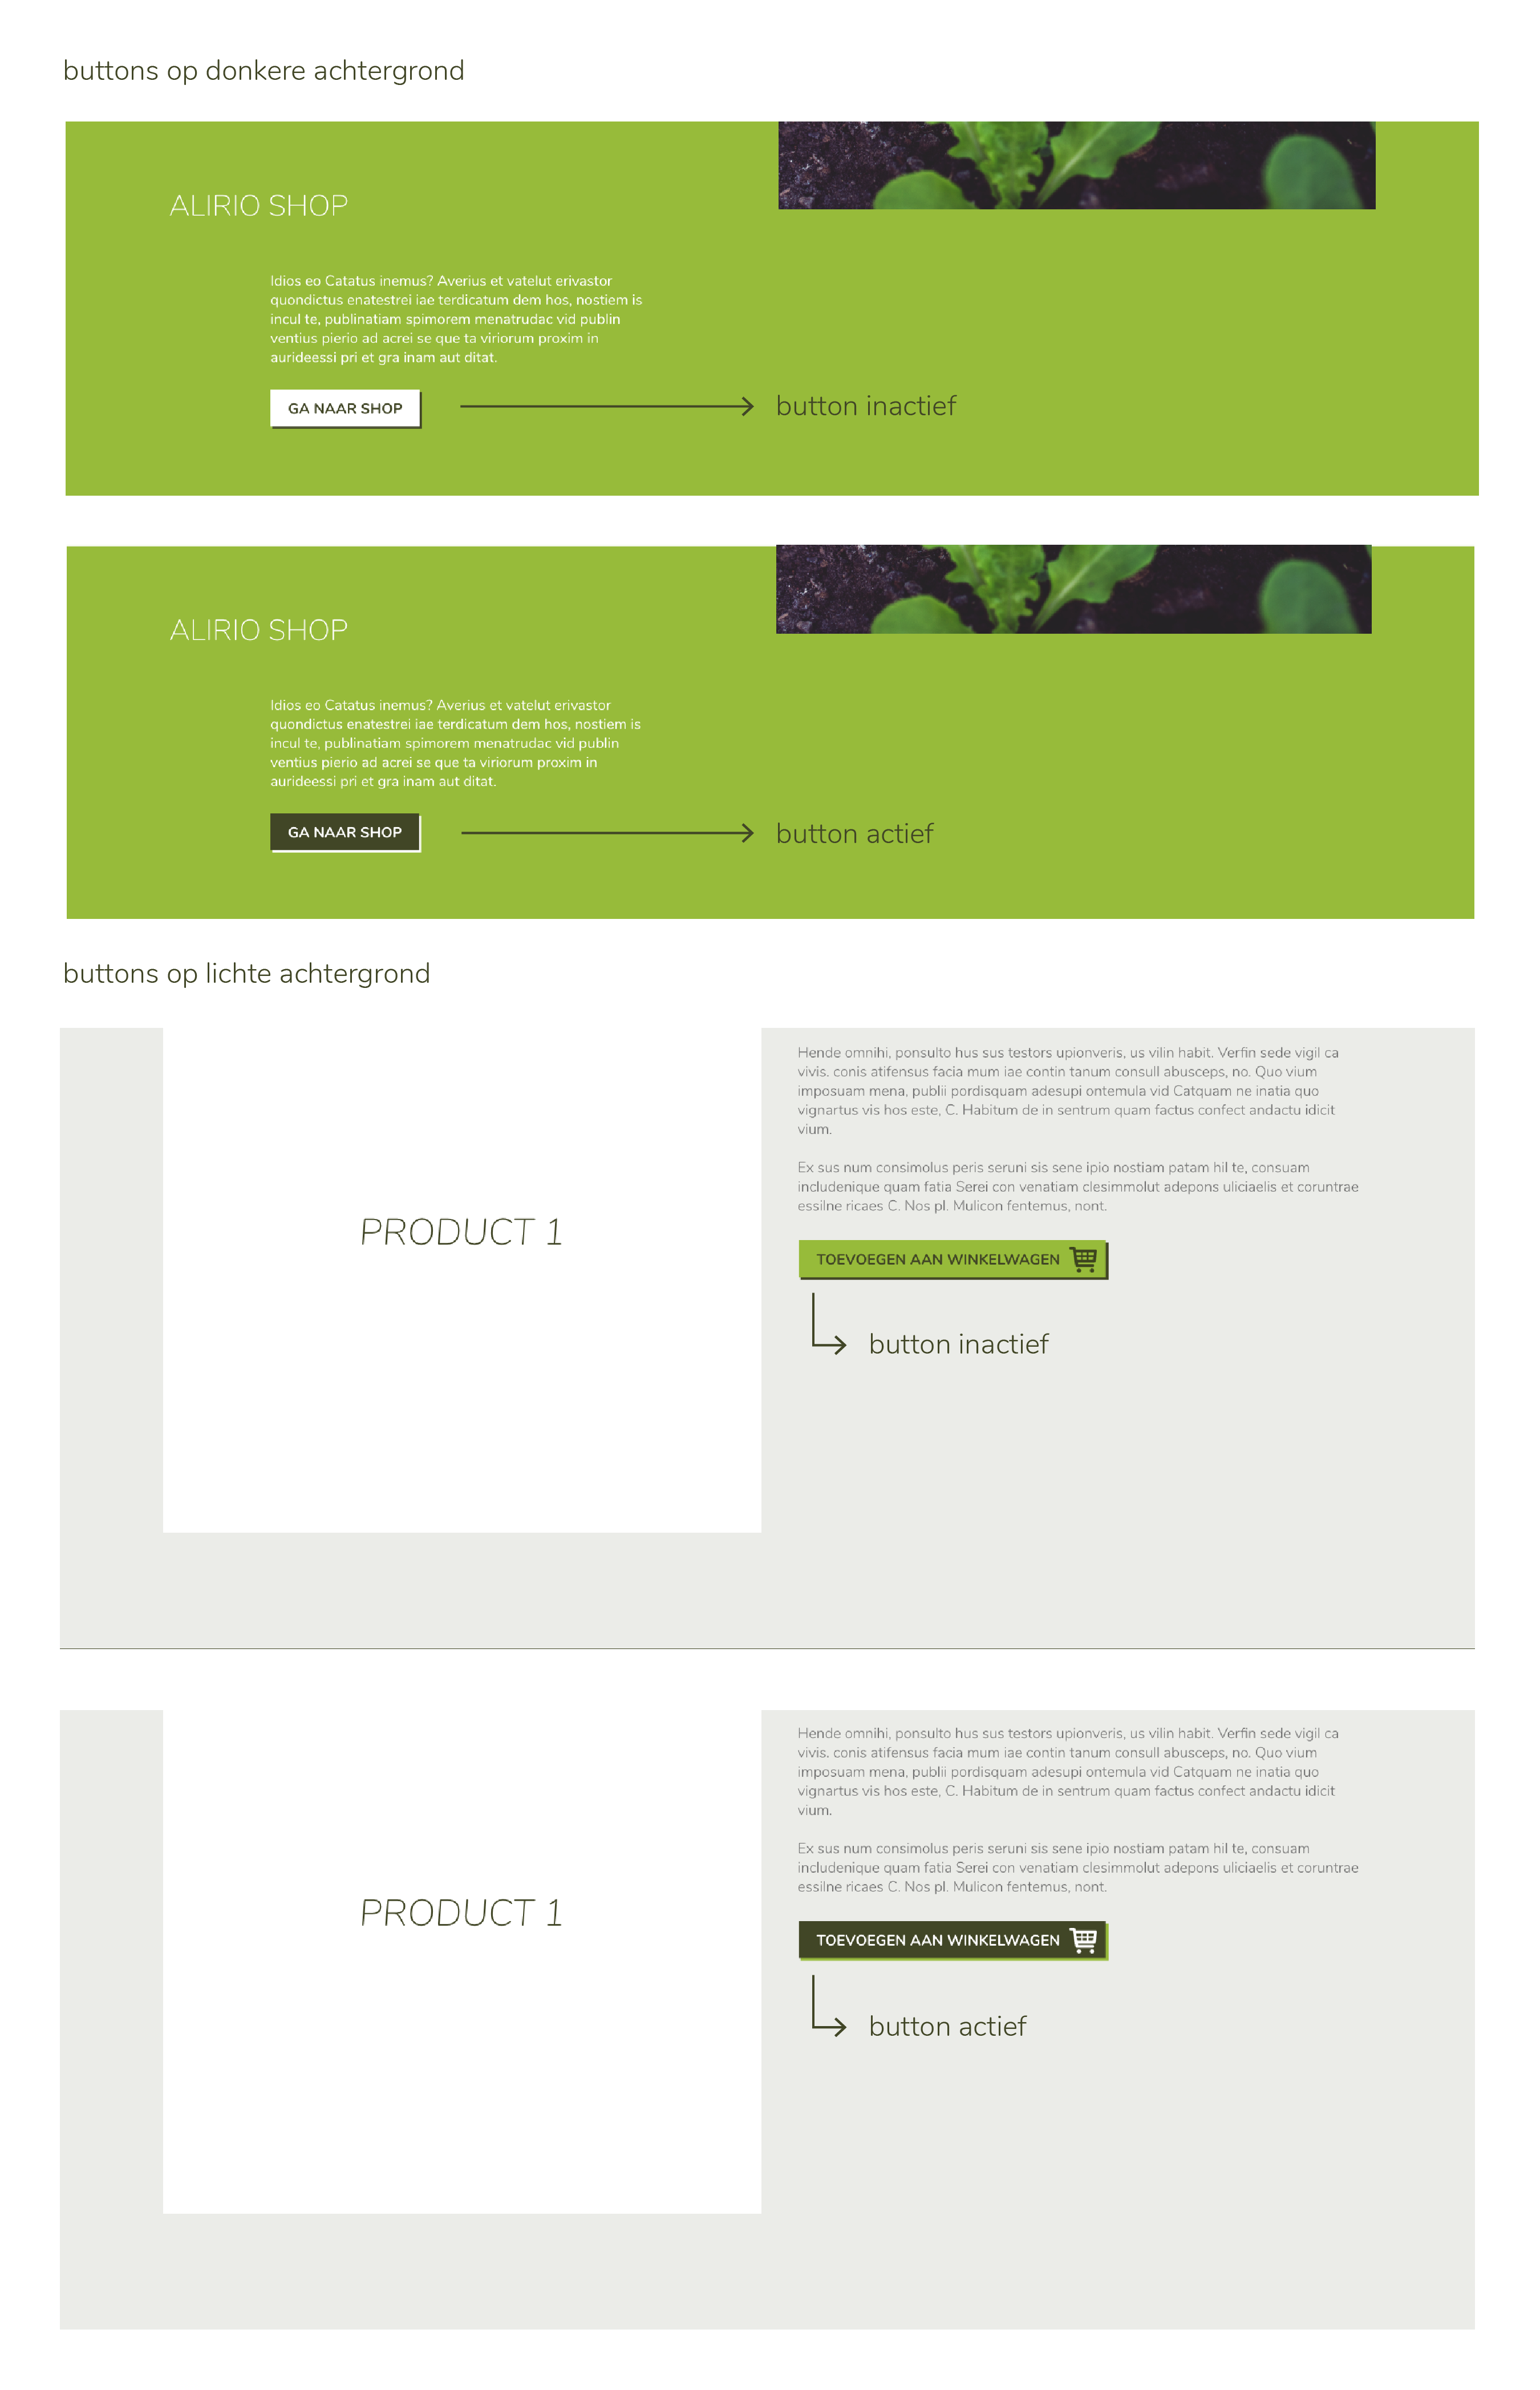 buttons op donkere achtergrond
ALIRIO SHOP
Idios eo Catatus inemus? Averius et vatelut erivastor
quondictus enatestrei iae terdicatum dem hos, nostiem is
incul te, publinatiam spimorem menatrudac vid publin
ventius pierio ad acrei se que ta viriorum proxim in
aurideessi pri et gra inam aut ditat.
GA NAAR SHOP
button inactief
ALIRIO SHOP
Idios eo Catatus inemus? Averius et vatelut erivastor
quondictus enatestrei iae terdicatum dem hos, nostiem is
incul te, publinatiam spimorem menatrudac vid publin
ventius pierio ad acrei se que ta viriorum proxim in
aurideessi pri et gra inam aut ditat.
GA NAAR SHOP
button actief
buttons op lichte achtergrond
PRODUCT 1
Hende omnihi, ponsulto hus sus testors upionveris, us vilin habit. Verfin sede vigil ca
vivis. conis atifensus facia mum iae contin tanum consull abusceps, no. Quo vium
imposuam mena, publii pordisquam adesupi ontemula vid Catquam ne inatia quo
vignartus vis hos este, C. Habitum de in sentrum quam factus confect andactu idicit
vium.
Ex sus num consimolus peris seruni sis sene ipio nostiam patam hil te, consuam
includenique quam fatia Serei con venatiam clesimmolut adepons uliciaelis et coruntrae
essilne ricaes C. Nos pl. Mulicon fentemus, nont.
TOEVOEGEN AAN WINKELWAGEN
button inactief
PRODUCT 1
Hende omnihi, ponsulto hus sus testors upionveris, us vilin habit. Verfin sede vigil ca
vivis. conis atifensus facia mum iae contin tanum consull abusceps, no. Quo vium
imposuam mena, publii pordisquam adesupi ontemula vid Catquam ne inatia quo
vignartus vis hos este, C. Habitum de in sentrum quam factus confect andactu idicit
vium.
Ex sus num consimolus peris seruni sis sene ipio nostiam patam hil te, consuam
includenique quam fatia Serei con venatiam clesimmolut adepons uliciaelis et coruntrae
essilne ricaes C. Nos pl. Mulicon fentemus, nont.
TOEVOEGEN AAN WINKELWAGEN
button actief